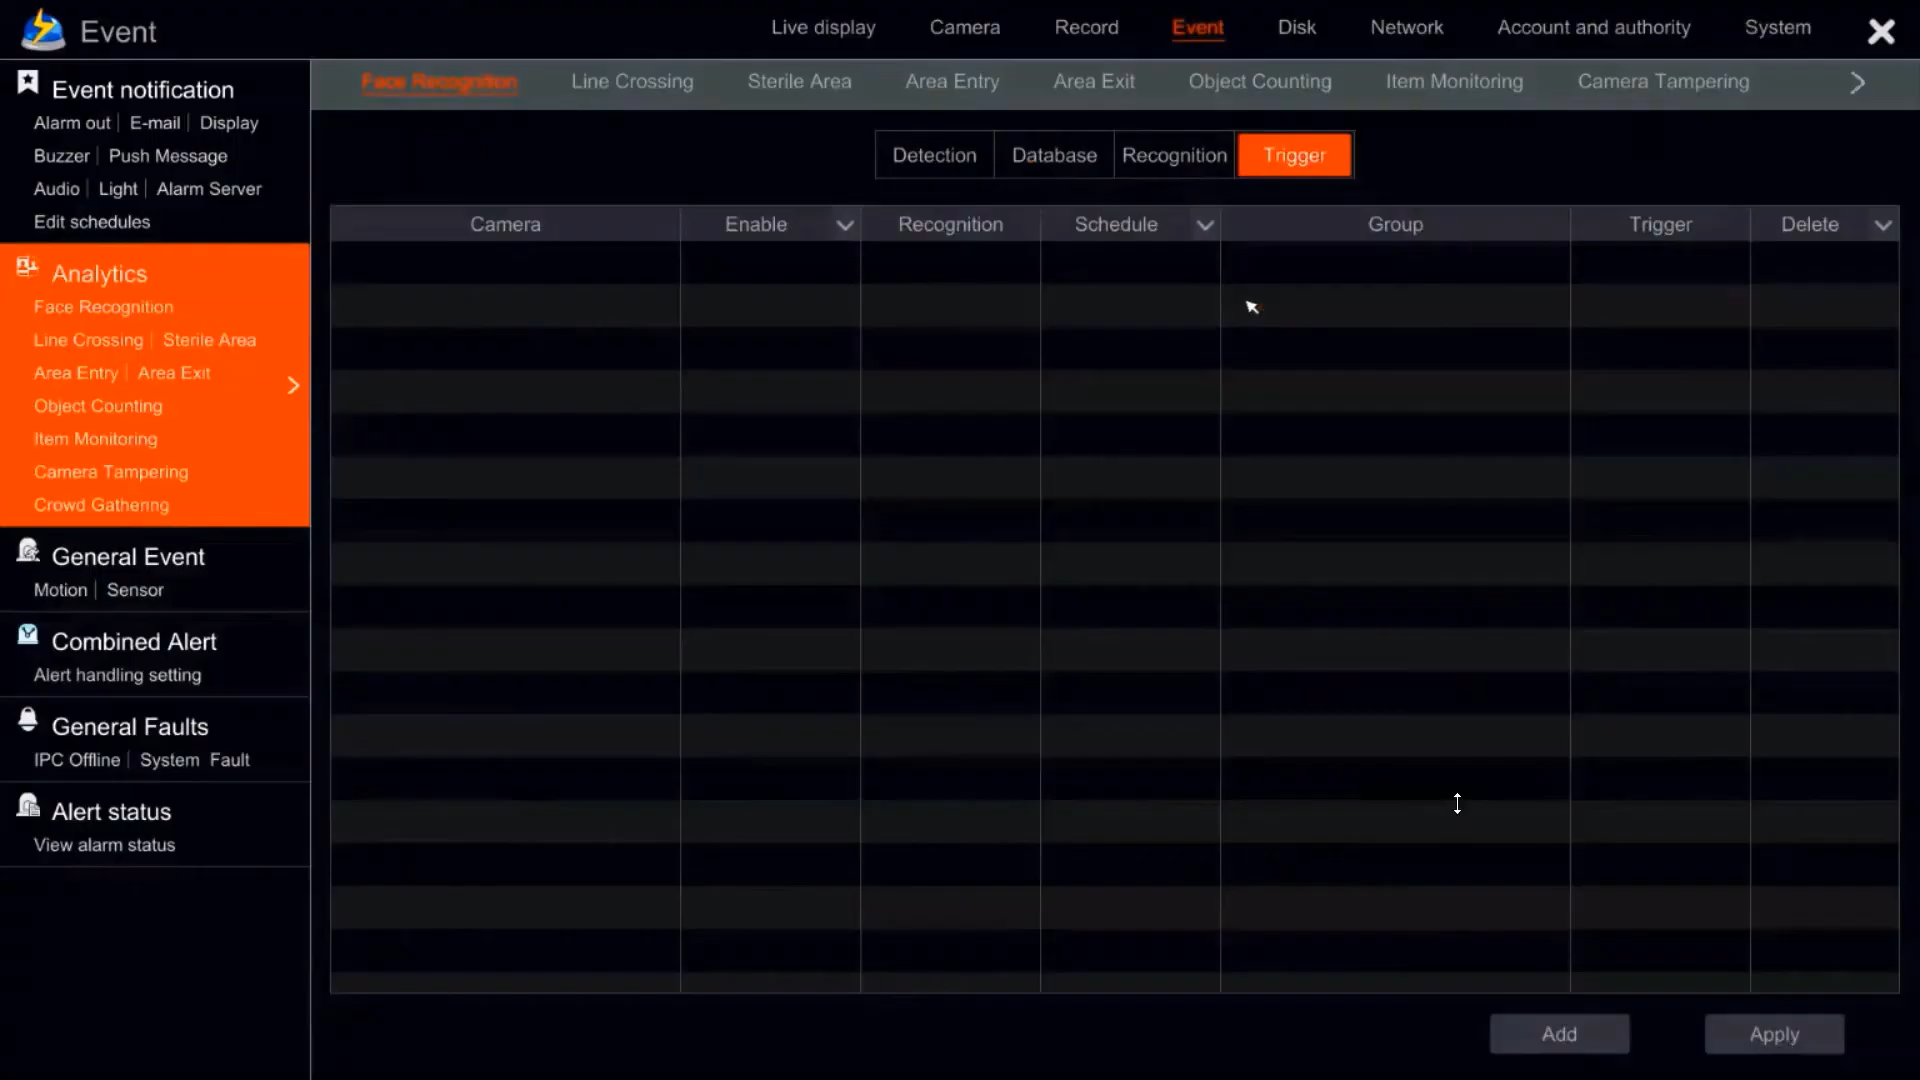 Event
Live display Camera Record Event Disk Network Account and authority System
Event notification
Alarm out | E-mail | Display
Buzzer | Push Message
Audio | Light | Alarm Server
Edit schedules
Analytics
Face Recognition
Line Crossing | Sterile Area
Area Entry | Area Exit
Object Counting
Item Monitoring
Camera Tampering
Crowd Gathering
General Event
Motion | Sensor
Combined Alert
Alert handling setting
General Faults
IPC Offline | System Fault
Alert status
View alarm status
Face Recognition Line Crossing Sterile Area Area Entry Area Exit Object Counting Item Monitoring Camera Tampering
Detection Database Recognition Trigger
Camera Enable Recognition Schedule Group Trigger Delete
Add Apply